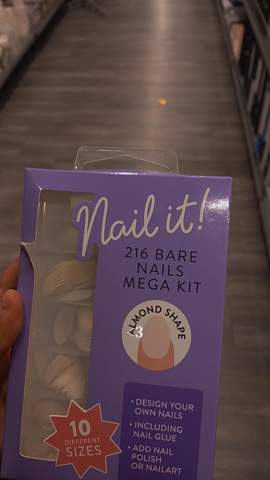 Nail it!
216 BARE
NAILS
MEGA KIT
ALMOND SHAPE
10
DIFFERENT
SIZES
• DESIGN YOUR
OWN NAILS
• INCLUDING
NAIL GLUE
• ADD NAIL
POLISH
OR NAILART